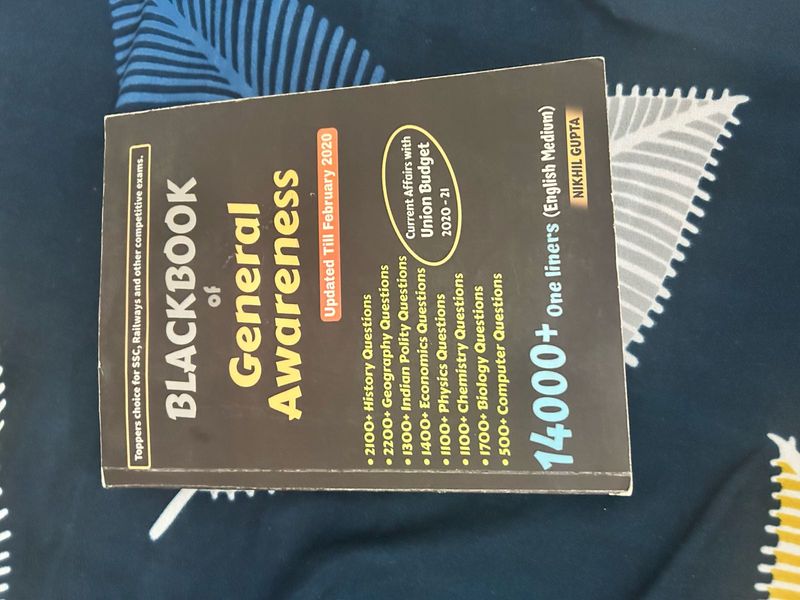 Toppers choice for SSC, Railways and other competitive exams.
BLACKBOOK
of
General
Awareness
Updated Till February 2020
• 2100+ History Questions
• 2200+ Geography Questions
• 1300+ Indian Polity Questions
• 1400+ Economics Questions
• 1100+ Physics Questions
• 1100+ Chemistry Questions
• 1700+ Biology Questions
• 500+ Computer Questions
Current Affairs with
Union Budget
2020 - 21
14000+ One liners (English Medium)
NIKHIL GUPTA